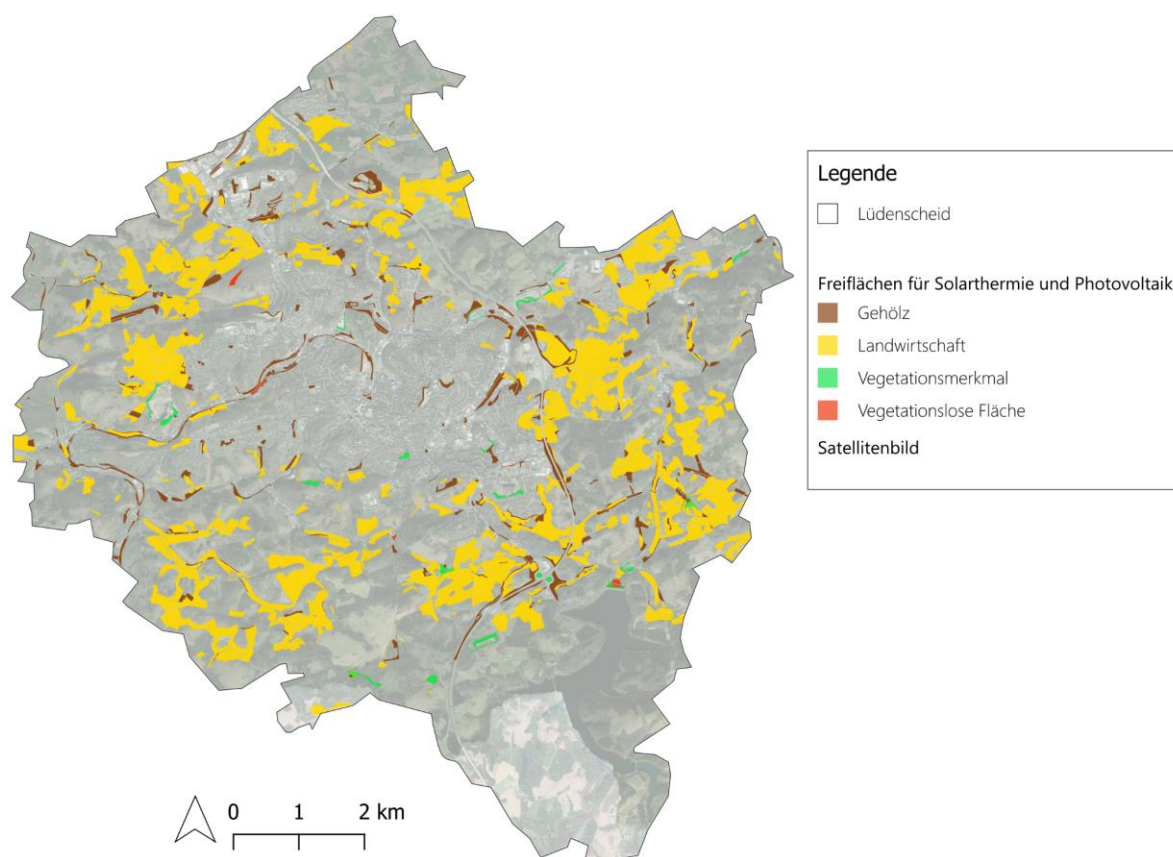 Legende
Lüdenscheid
Freiflächen für Solarthermie und Photovoltaik
Gehölz
Landwirtschaft
Vegetationsmerkmal
Vegetationslose Fläche
Satellitenbild
0 1 2 km